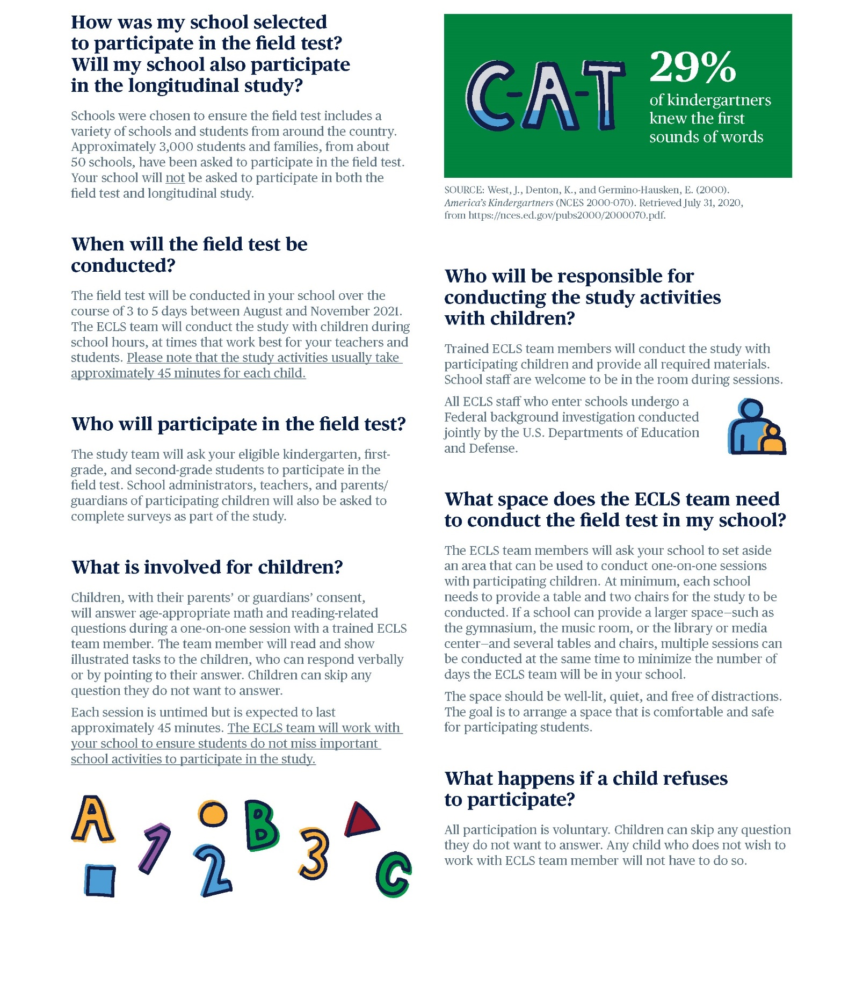 How was my school selected
to participate in the field test?
Will my school also participate
in the longitudinal study?
Schools were chosen to ensure the field test includes a
variety of schools and students from around the country.
Approximately 3,000 students and families, from about
50 schools, have been asked to participate in the field test.
Your school will not be asked to participate in both the
field test and longitudinal study.
When will the field test be
conducted?
The field test will be conducted in your school over the
course of 3 to 5 days between August and November 2021.
The ECLS team will conduct the study with children during
school hours, at times that work best for your teachers and
students. Please note that the study activities usually take
approximately 45 minutes for each child.
Who will participate in the field test?
The study team will ask your eligible kindergarten, first-
grade, and second-grade students to participate in the
field test. School administrators, teachers, and parents/
guardians of participating children will also be asked to
complete surveys as part of the study.
What is involved for children?
Children, with their parents’ or guardians’ consent,
will answer age-appropriate math and reading-related
questions during a one-on-one session with a trained ECLS
team member. The team member will read and show
illustrated tasks to the children, who can respond verbally
or by pointing to their answer. Children can skip any
question they do not want to answer.
Each session is untimed but is expected to last
approximately 45 minutes. The ECLS team will work with
your school to ensure students do not miss important
school activities to participate in the study.
A 1 2 B 3 C
C-A-T
29%
of kindergartners
knew the first
sounds of words
SOURCE: West, J., Denton, K., and Germino-Hausken, E. (2000).
America’s Kindergartners (NCES 2000-070). Retrieved July 31, 2020,
from https://nces.ed.gov/pubs2000/2000070.pdf.
Who will be responsible for
conducting the study activities
with children?
Trained ECLS team members will conduct the study with
participating children and provide all required materials.
School staff are welcome to be in the room during sessions.
All ECLS staff who enter schools undergo a
Federal background investigation conducted
jointly by the U.S. Departments of Education
and Defense.
What space does the ECLS team need
to conduct the field test in my school?
The ECLS team members will ask your school to set aside
an area that can be used to conduct one-on-one sessions
with participating children. At minimum, each school
needs to provide a table and two chairs for the study to be
conducted. If a school can provide a larger space—such as
the gymnasium, the music room, or the library or media
center—and several tables and chairs, multiple sessions can
be conducted at the same time to minimize the number of
days the ECLS team will be in your school.
The space should be well-lit, quiet, and free of distractions.
The goal is to arrange a space that is comfortable and safe
for participating students.
What happens if a child refuses
to participate?
All participation is voluntary. Children can skip any question
they do not want to answer. Any child who does not wish to
work with ECLS team member will not have to do so.